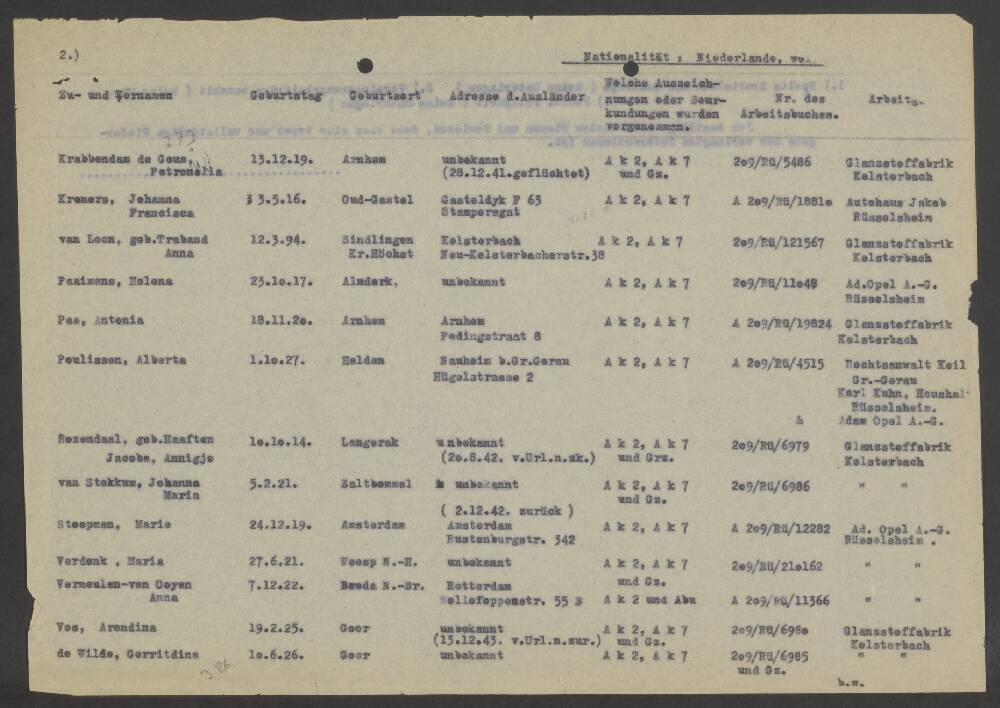 2.) Nationalität : Niederlande,
Zu- und Vornamen Geburtstag Geburtsort Adresse d.Ausländer Welche Auszeich- Nr. des Arbeits-
nungen oder Beur- Arbeitsbuches.
kundungen wurden
vorgenommen.
Krabbendam de Geus, 13.12.19. Arnhem unbekannt A k 2, A k 7 2o9/Rü/5486 Glanzstoffabrik
Petronella (28.12.41.geflüchtet) und Gz. Kelsterbach
Kremers, Johanna 3.5.16. Oud-Gastel Gasteldyk F 63 A k 2, A k 7 A 2o9/Rü/1881o Autohaus Jakob
Francisca Stampersgat Rüsselsheim
van Loon, geb.Traband 12.3.94. Sindlingen Kelsterbach A k 2, A k 7 2o9/Rü/121567 Glanzstoffabrik
Anna Kr.Höchst Neu-Kelsterbacherstr.38 Kelsterbach
Paaimans, Helena 23.1o.17. Almderk, unbekannt A k 2, A k 7 2o9/Rü/11o48 Ad.Opel A.-G.
Rüsselsheim
Pas, Antonia 18.11.2o. Arnhem Arnhem A k 2, A k 7 A 2o9/Rü/19824 Glanzstoffabrik
Pedingstraat 8 Kelsterbach
Poulissen, Alberta 1.1o.27. Heldem Nauheim b.Gr.Gerau A k 2, A k 7 A 2o9/Rü/4515 Rechtsanwalt Keil
Hügelstrasse 2 Gr.-Gerau
Karl Kuhn, Haushal
Rüsselsheim.
& Adam Opel A.-G.
Rozendaal, geb.Haaften 1o.1o.14. Langerak unbekannt A k 2, A k 7 2o9/Rü/6979 Glanzstoffabrik
Jacoba, Annigje (2o.8.42. v.Url.n.zk.) und Grz. Kelsterbach
van Stokkum, Johanna 5.2.21. Zaltbommel unbekannt A k 2, A k 7 2o9/Rü/6986 " "
Maria und Gz.
( 2.12.42. zurück )
Stoopman, Marie 24.12.19. Amsterdam Amsterdam A k 2, A k 7 A 2o9/Rü/12282 Ad. Opel A.-G.
Rustenburgstr. 342 Rüsselsheim .
Verdonk , Maria 27.6.21. Weesp N.-H. unbekannt A k 2, A k 7 2o9/Rü/21o162 " "
und Gz.
Vermeulen-van Ooyen 7.12.22. Breda N.-Br. Rotterdam A 2o9/Rü/11366 " "
Anna 55 B A k 2 und Abm
Vos, Arendina 19.2.25. Goor unbekannt A k 2, A k 7 2o9/Rü/698o Glanzstoffabrik
(13.12.43. v.Url.n.zur.) und Gz. Kelsterbach
de Wilde, Gerritdina 1o.6.26. Goor unbekannt A k 2, A k 7 2o9/Rü/6985 " "
und Gz.
386
b.w.